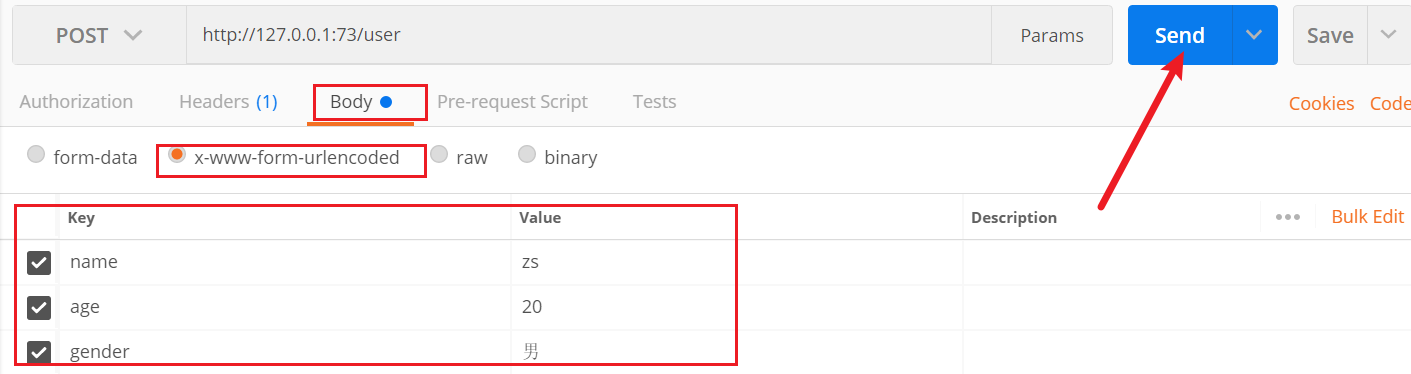 POST http://127.0.0.1:73/user Params Send Save
Authorization Headers (1) Body Pre-request Script Tests Cookies Code
form-data x-www-form-urlencoded raw binary
Key Value Description Bulk Edit
name zs
age 20
gender 男